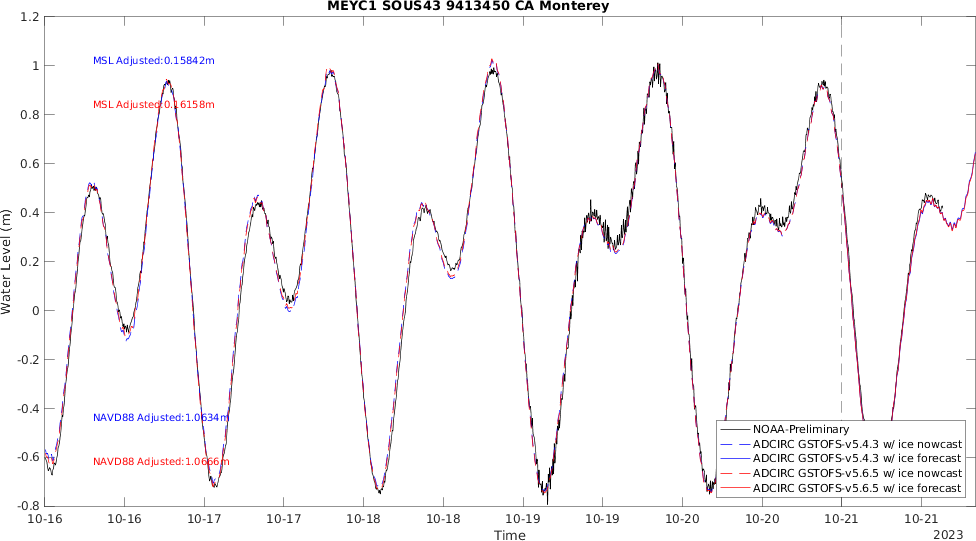 MEYC1 SOUS43 9413450 CA Monterey
1.2
1
0.8
0.6
0.4
0.2
0
-0.2
-0.4
-0.6
-0.8
Water Level (m)
MSL Adjusted:0.15842m
MSL Adjusted:0.16158m
NAVD88 Adjusted:1.0634m
NAVD88 Adjusted:1.0666m
NOAA-Preliminary
ADCIRC GSTOFS-v5.4.3 w/ ice nowcast
ADCIRC GSTOFS-v5.4.3 w/ ice forecast
ADCIRC GSTOFS-v5.6.5 w/ ice nowcast
ADCIRC GSTOFS-v5.6.5 w/ ice forecast
10-16 10-16 10-17 10-17 10-18 10-18 10-19 10-19 10-20 10-20 10-21 10-21
Time
2023